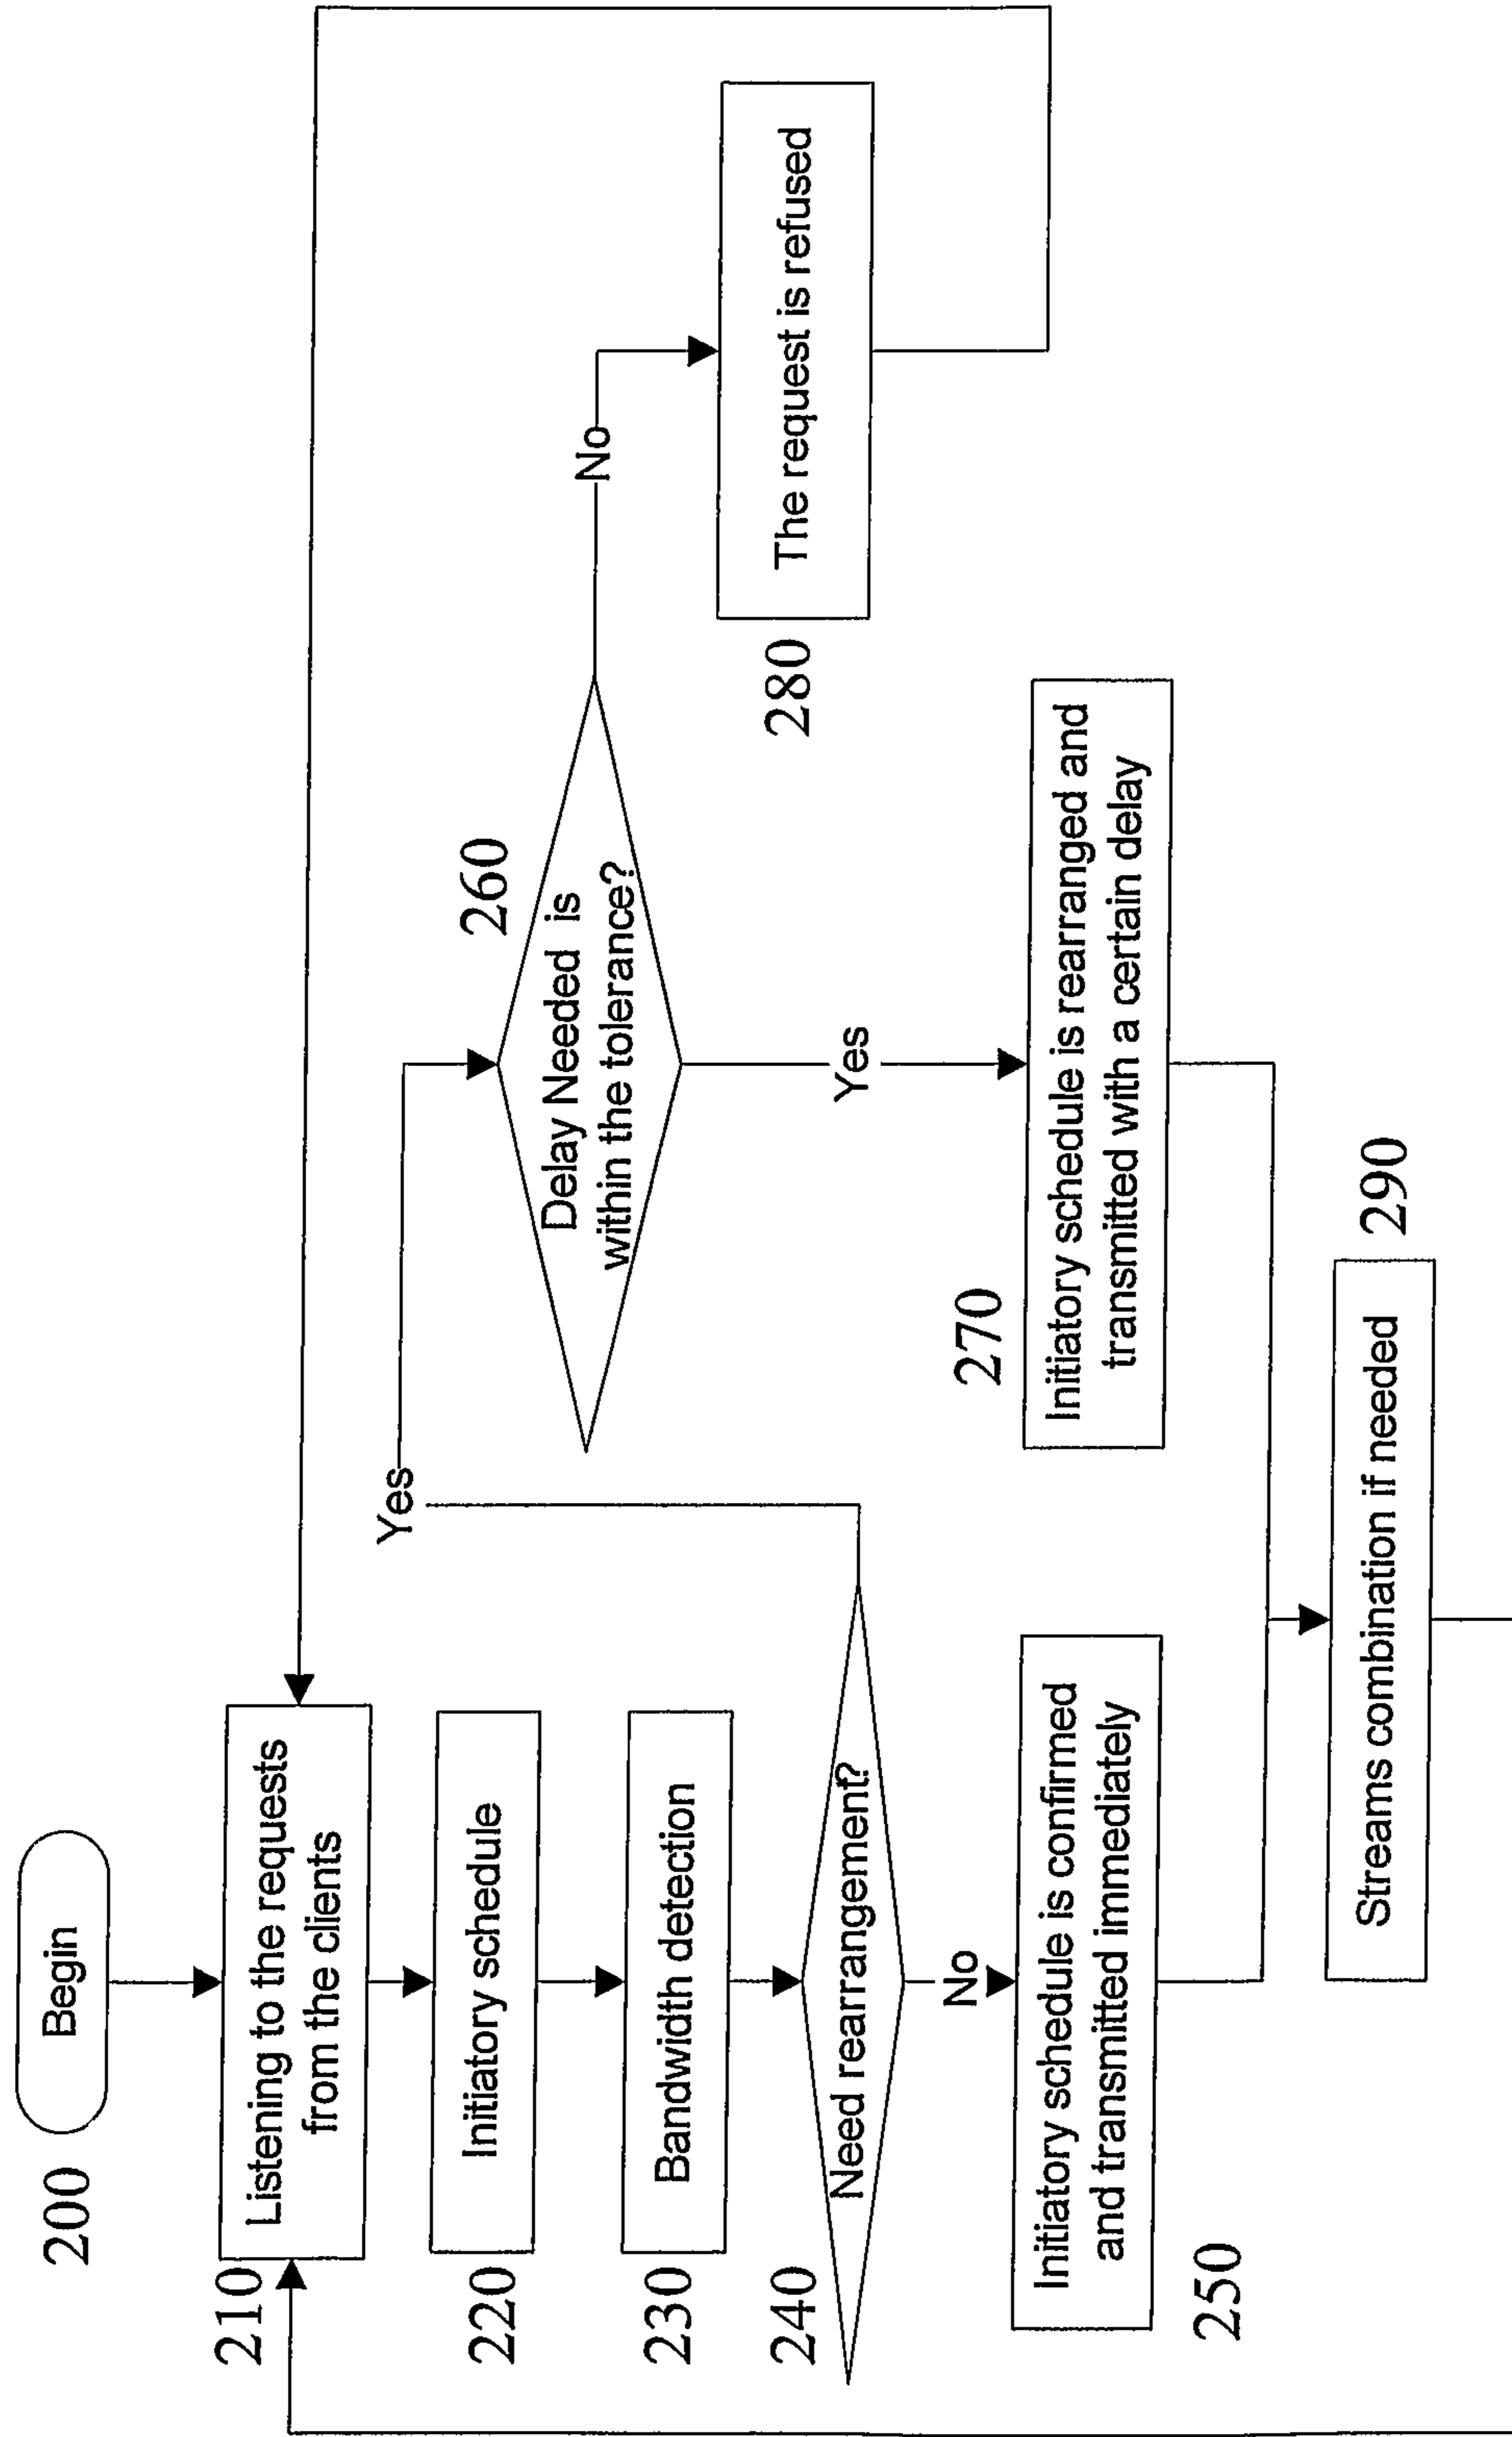 200
Begin
210
Listening to the requests
from the clients
220
Initiatory schedule
230
Bandwidth detection
240
Need rearrangement?
Yes
No
250
Initiatory schedule is confirmed
and transmitted immediately
260
Delay Needed is
within the tolerance?
No
Yes
280
The request is refused
270
Initiatory schedule is rearranged and
transmitted with a certain delay
290
Streams combination if needed